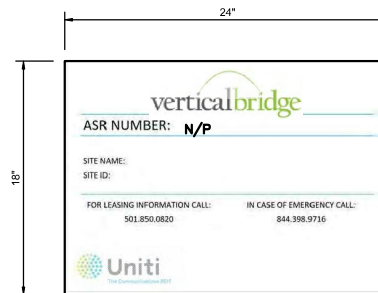 24"
verticalbridge
ASR NUMBER: N/P
18"
SITE NAME:
SITE ID:
FOR LEASING INFORMATION CALL: IN CASE OF EMERGENCY CALL:
501.850.0820 844.398.9716
Uniti
The Communications REIT